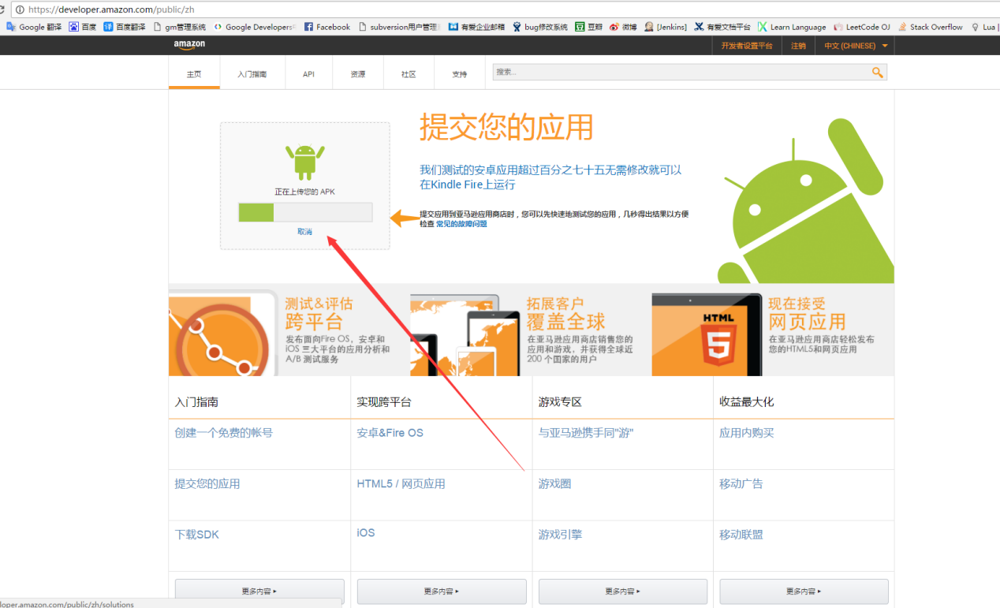 https://developer.amazon.com/public/zh
Google 翻译 百度 百度翻译 gm管理系统 Google Developers Facebook subversion用户管理 有爱企业邮箱 bug修改系统 豆瓣 微博 [Jenkins] 有爱文档平台 Learn Language LeetCode OJ Stack Overflow Lua
amazon 开发者设置平台 注销 中文 (CHINESE)
主页 入门指南 API 资源 社区 支持 搜索...
提交您的应用
我们测试的安卓应用超过百分之七十五无需修改就可以
在Kindle Fire上运行
正在上传您的 APK
取消
提交应用到亚马逊应用商店时，您可以先快速地测试您的应用，几秒得出结果以方便
检查 常见的故障问题
测试&评估
跨平台
发布面向Fire OS，安卓和
iOS 三大平台的应用分析和
A/B 测试服务
拓展客户
覆盖全球
在亚马逊应用商店销售您的
应用和游戏，并获得全球近
200 个国家的用户
HTML
5
现在接受
网页应用
在亚马逊应用商店轻松发布
您的HTML5和网页应用
入门指南 实现跨平台 游戏专区 收益最大化
创建一个免费的帐号 安卓&Fire OS 与亚马逊携手同"游" 应用内购买
提交您的应用 HTML5 / 网页应用 游戏圈 移动广告
下载SDK iOS 游戏引擎 移动联盟
更多内容 ▸ 更多内容 ▸ 更多内容 ▸ 更多内容 ▸
loper.amazon.com/public/zh/solutions